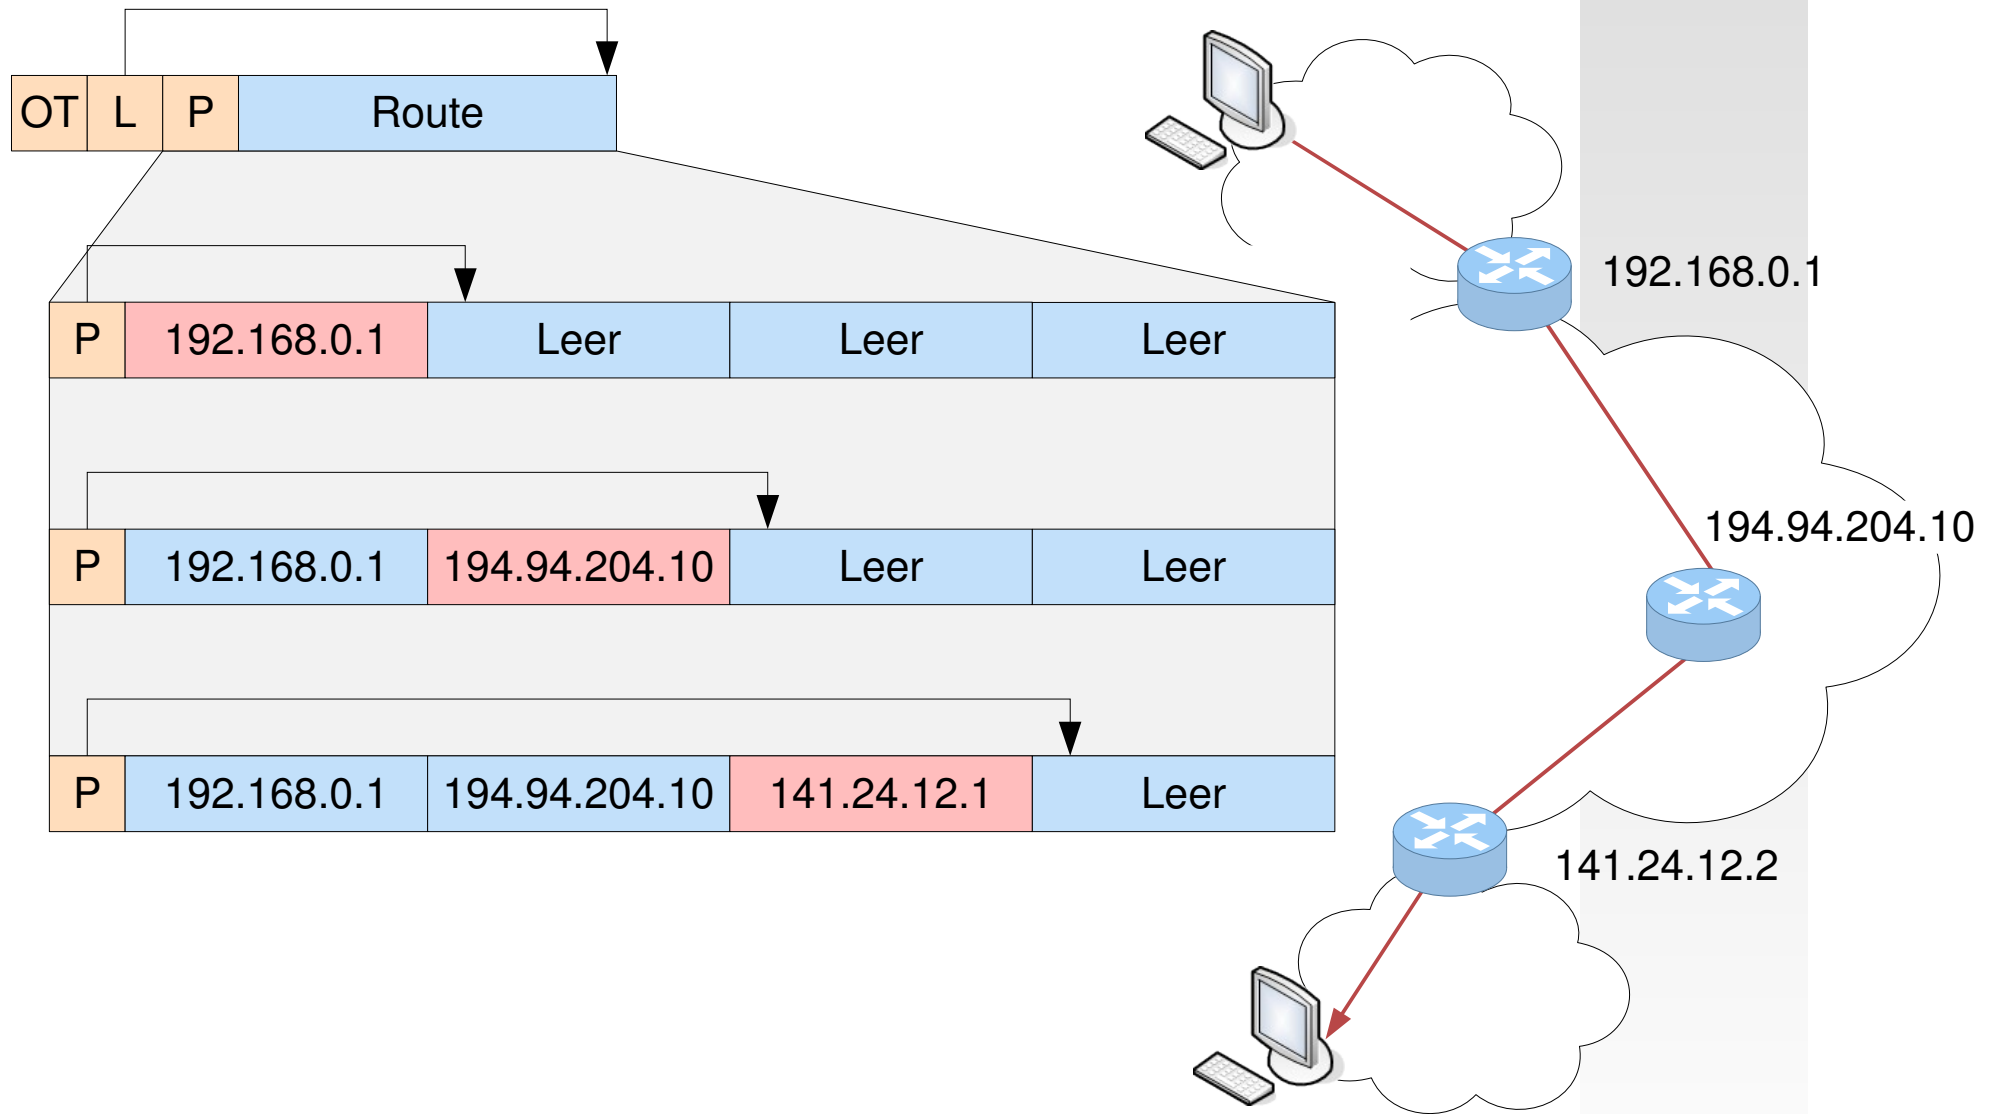 OT L P Route
P 192.168.0.1 Leer Leer Leer
P 192.168.0.1 194.94.204.10 Leer Leer
P 192.168.0.1 194.94.204.10 141.24.12.1 Leer
192.168.0.1
194.94.204.10
141.24.12.2